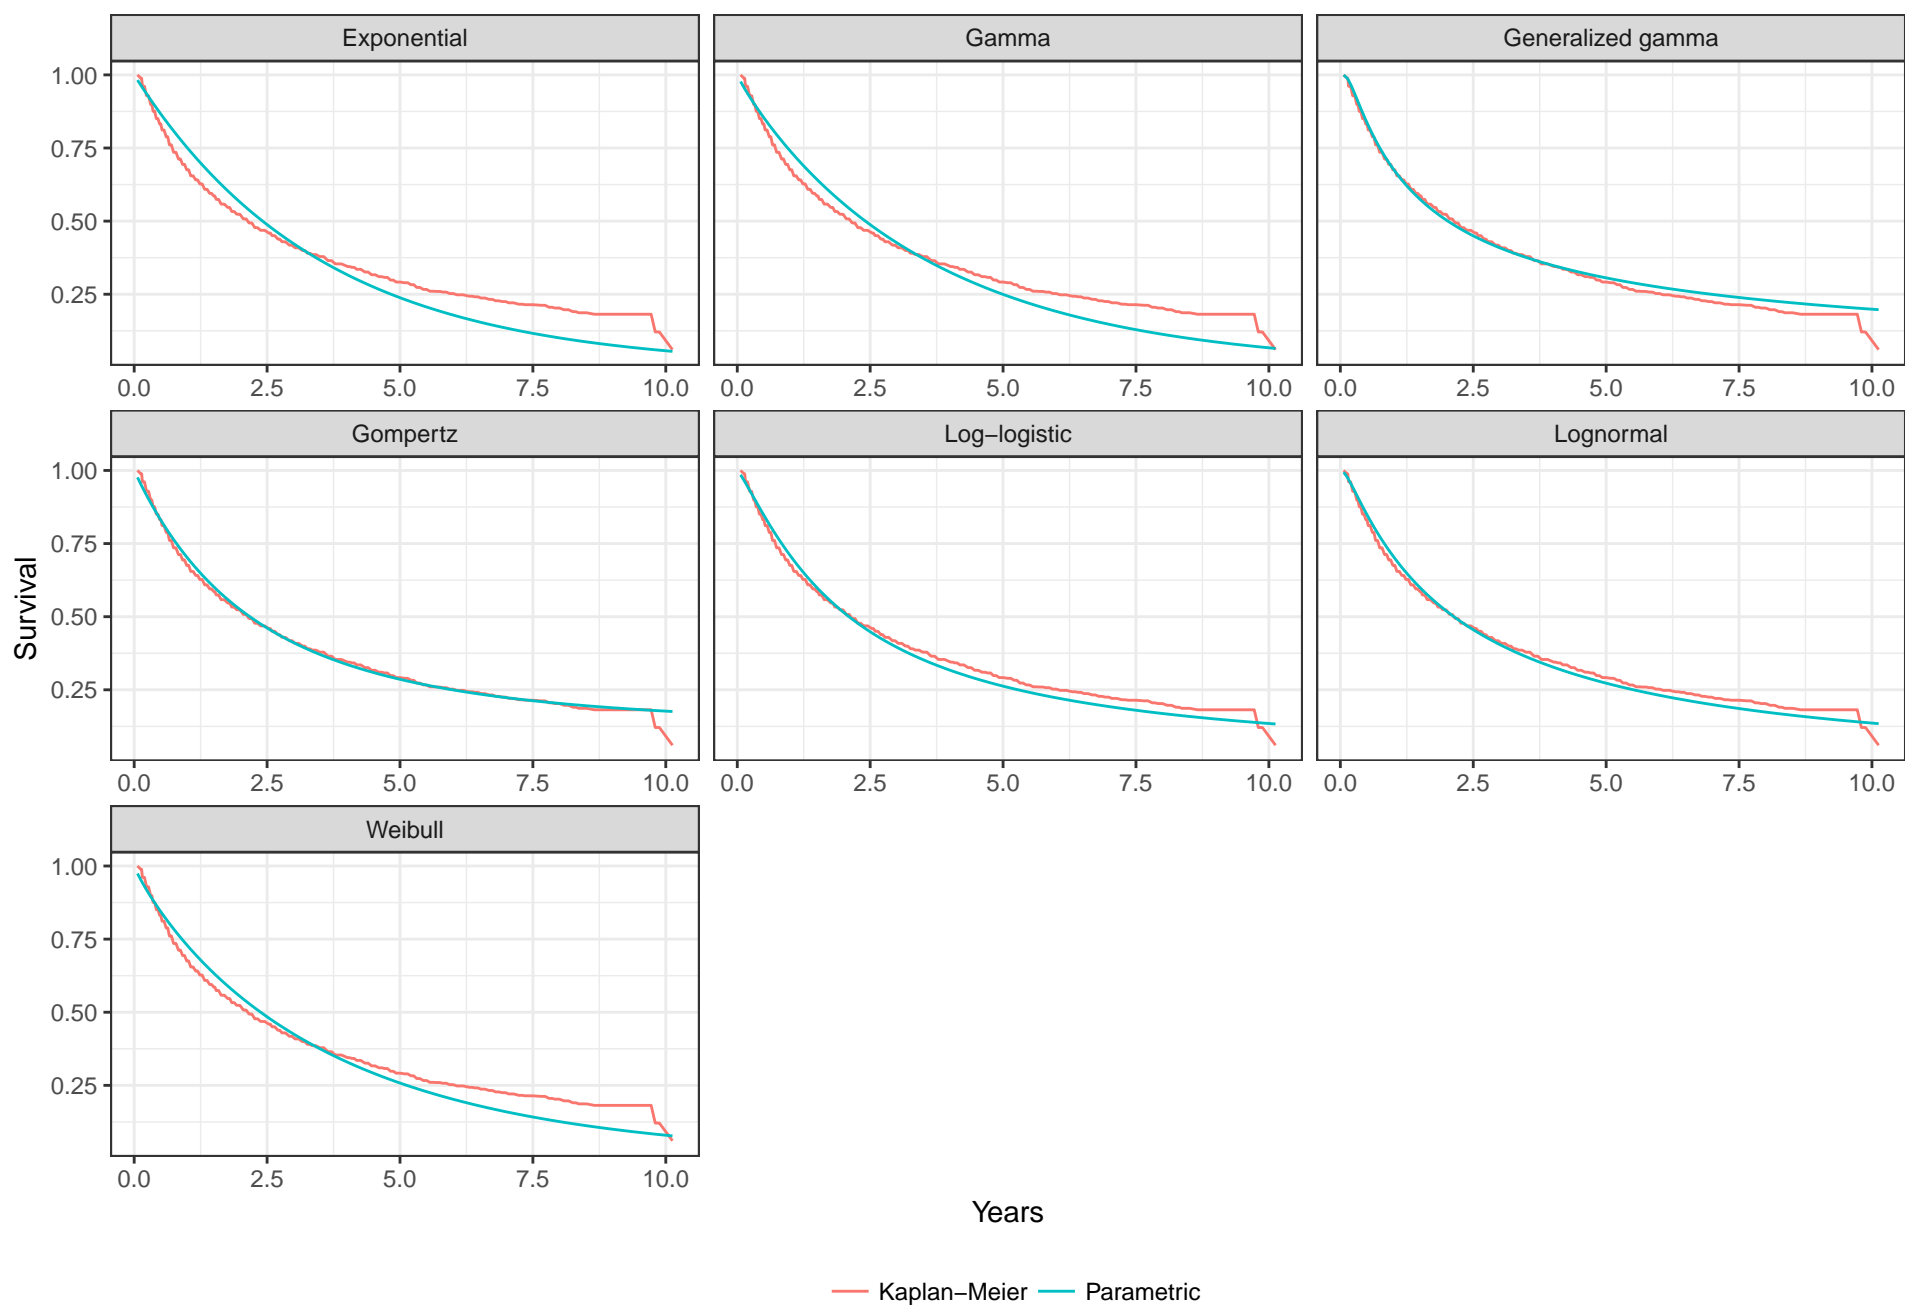 Exponential Gamma Generalized gamma
1.00
0.75
0.50
0.25
0.0 2.5 5.0 7.5 10.0 0.0 2.5 5.0 7.5 10.0 0.0 2.5 5.0 7.5 10.0
Gompertz Log−logistic Lognormal
1.00
0.75
0.50
0.25
0.0 2.5 5.0 7.5 10.0 0.0 2.5 5.0 7.5 10.0 0.0 2.5 5.0 7.5 10.0
Survival
Weibull
1.00
0.75
0.50
0.25
0.0 2.5 5.0 7.5 10.0
Years
Kaplan−Meier Parametric